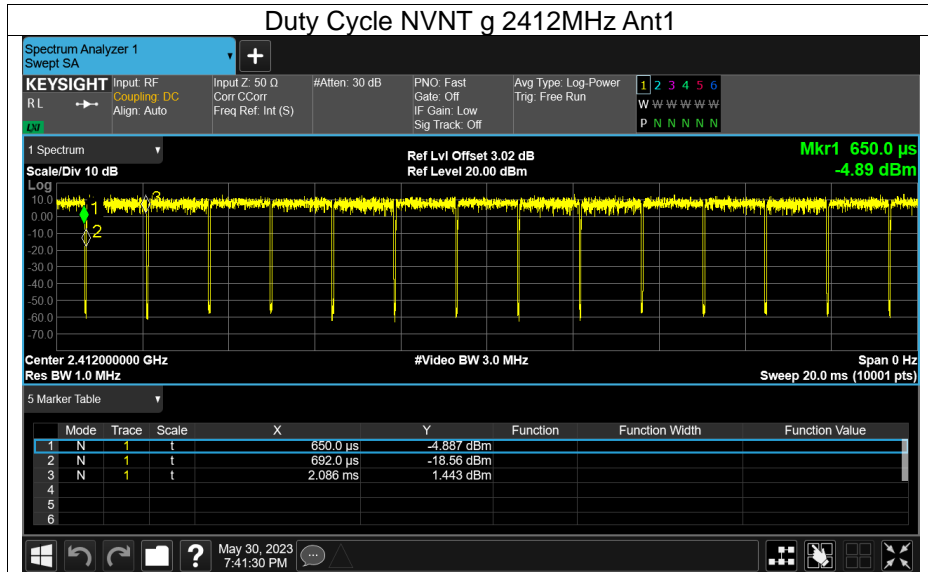 Duty Cycle NVNT g 2412MHz Ant1
Spectrum Analyzer 1
Swept SA
+
KEYSIGHT Input: RF Input Z: 50 Ω #Atten: 30 dB PNO: Fast Avg Type: Log-Power 1 2 3 4 5 6
RL Coupling: DC Corr CCorr Gate: Off Trig: Free Run W W W W W W
Align: Auto Freq Ref: Int (S) IF Gain: Low
LXI Sig Track: Off P N N N N N
1 Spectrum Ref Lvl Offset 3.02 dB Mkr1 650.0 µs
Scale/Div 10 dB Ref Level 20.00 dBm -4.89 dBm
Log
10.0 1 3
0.00
-10.0 2
-20.0
-30.0
-40.0
-50.0
-60.0
-70.0
Center 2.412000000 GHz #Video BW 3.0 MHz Span 0 Hz
Res BW 1.0 MHz Sweep 20.0 ms (10001 pts)
5 Marker Table
Mode Trace Scale X Y Function Function Width Function Value
1 N 1 t 650.0 µs -4.887 dBm
2 N 1 t 692.0 µs -18.56 dBm
3 N 1 t 2.086 ms 1.443 dBm
4
5
6
? May 30, 2023
7:41:30 PM